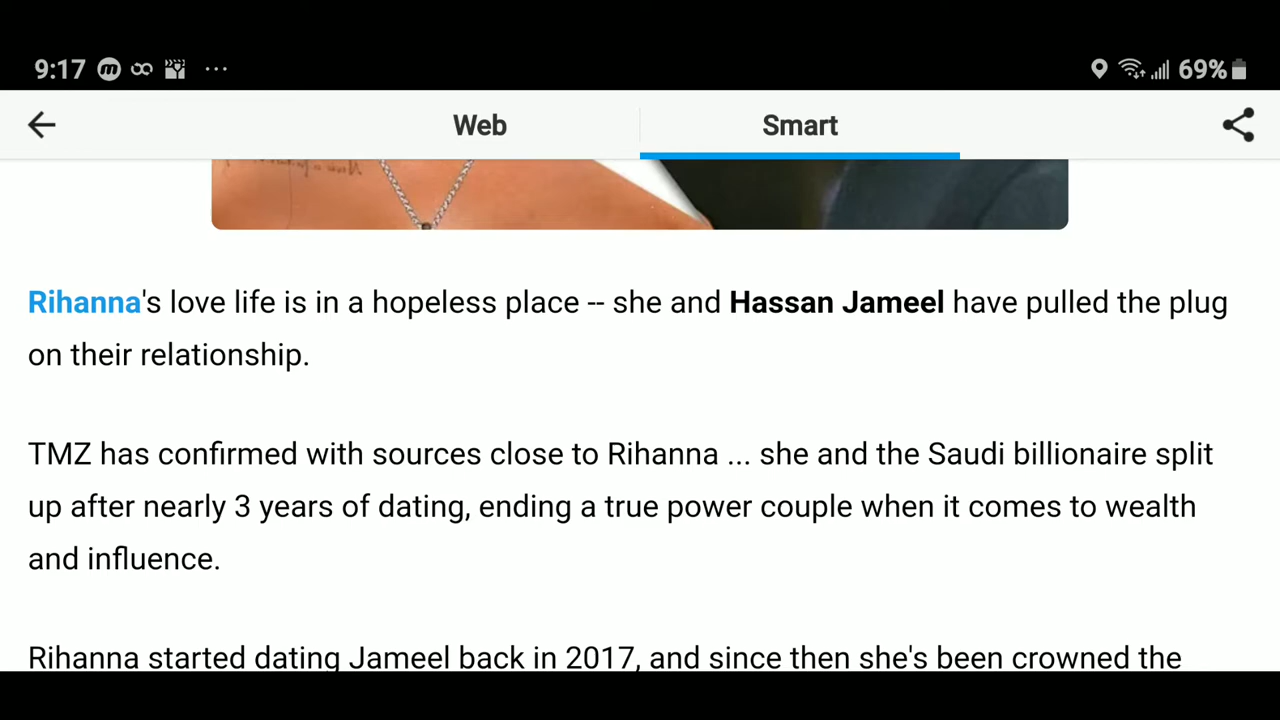 9:17 ... 69%
Web Smart
Rihanna's love life is in a hopeless place -- she and Hassan Jameel have pulled the plug
on their relationship.
TMZ has confirmed with sources close to Rihanna ... she and the Saudi billionaire split
up after nearly 3 years of dating, ending a true power couple when it comes to wealth
and influence.
Rihanna started dating Jameel back in 2017, and since then she's been crowned the